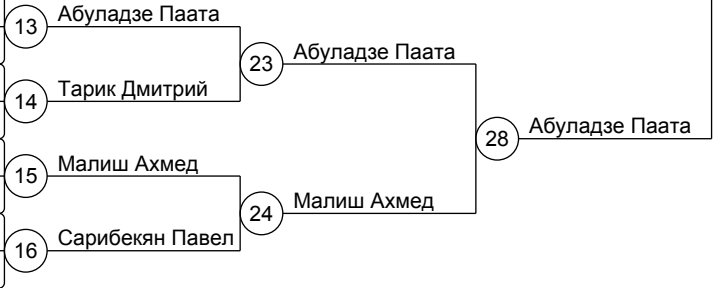 13 Абуладзе Паата
23 Абуладзе Паата
14 Тарик Дмитрий
28 Абуладзе Паата
15 Малиш Ахмед
24 Малиш Ахмед
16 Сарибекян Павел